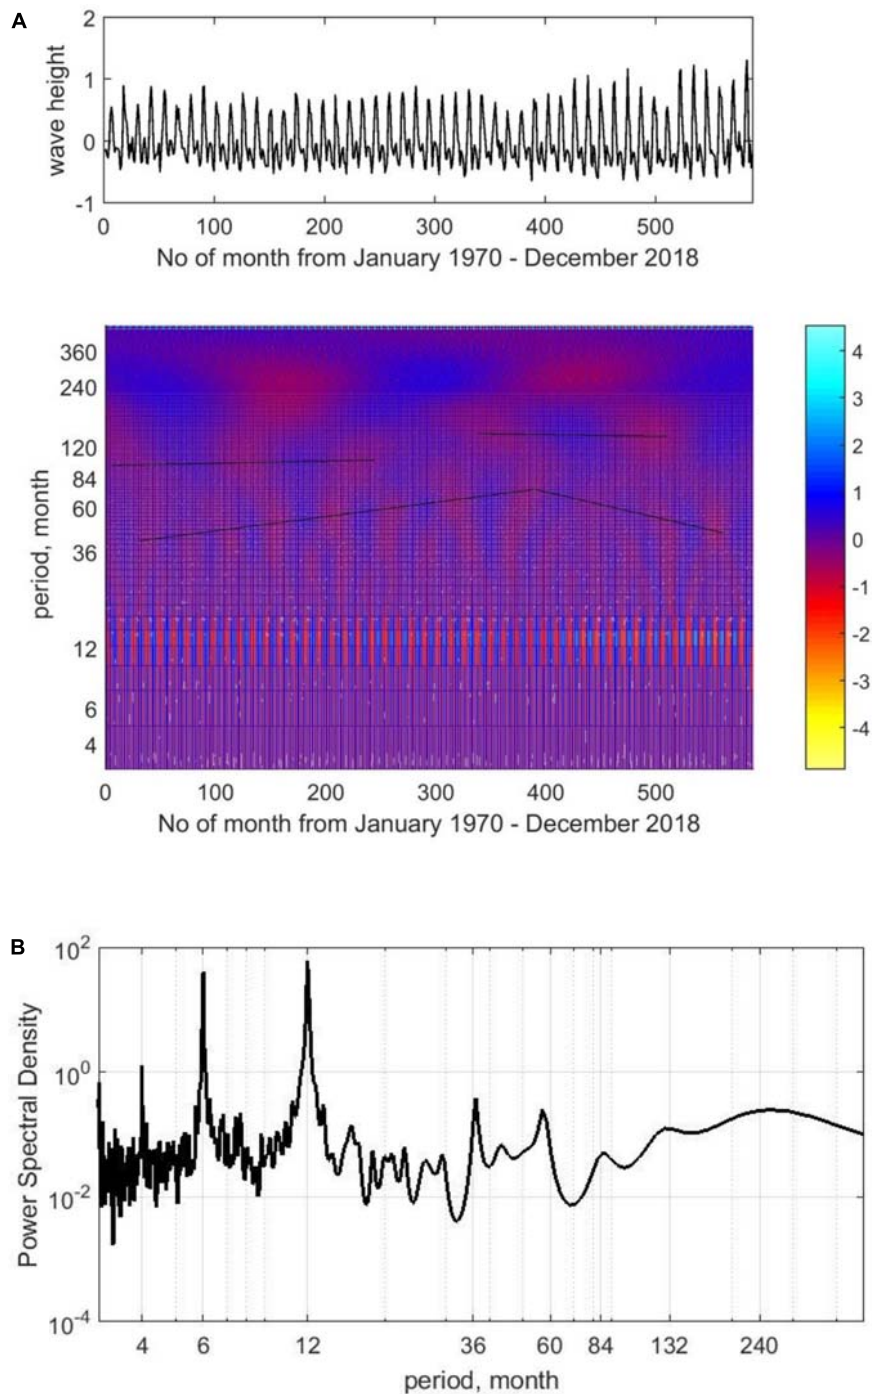 A
2
1
0
-1
wave height
0 100 200 300 400 500
No of month from January 1970 - December 2018
360
240
120
84
60
36
12
6
4
period, month
0 100 200 300 400 500
No of month from January 1970 - December 2018
4
3
2
1
0
-1
-2
-3
-4
B
10^2
10^0
10^-2
10^-4
Power Spectral Density
4 6 12 36 60 84 132 240
period, month